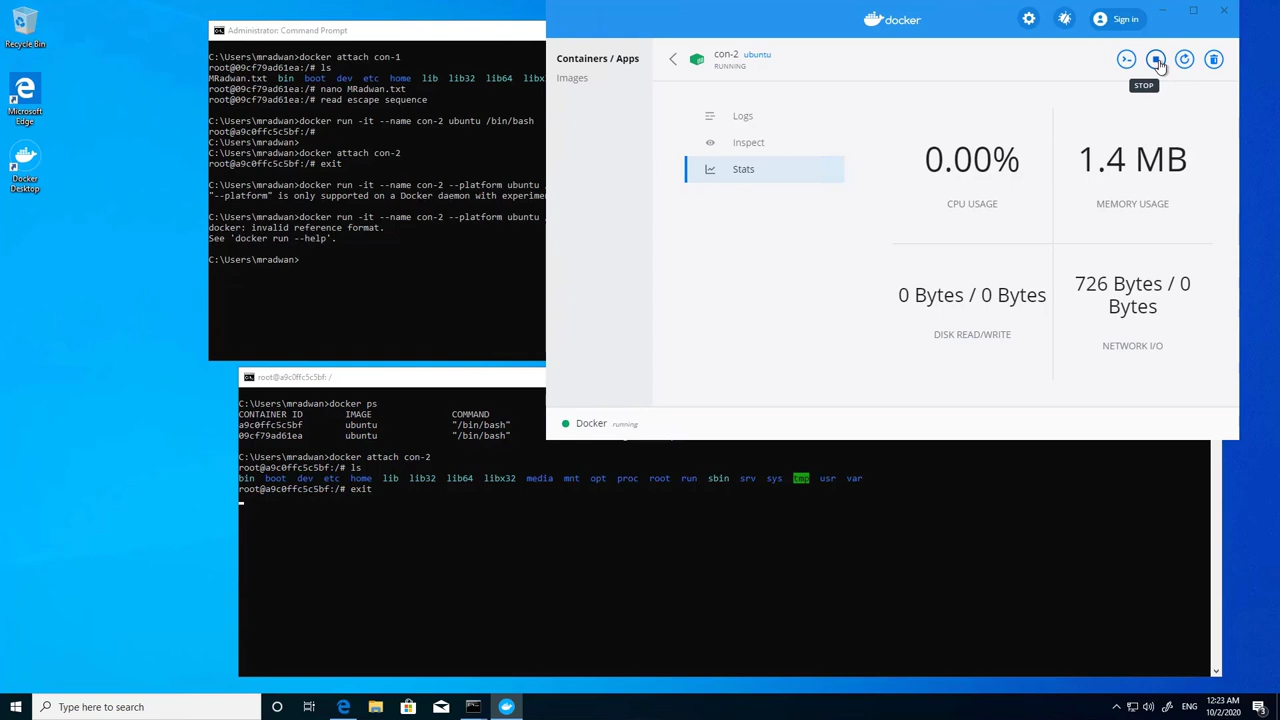 Recycle Bin
Microsoft Edge
Docker Desktop
Administrator: Command Prompt
C:\Users\mradwan>docker attach con-1
root@09cf79ad61ea:/# ls
MRadwan.txt bin boot dev etc home lib lib32 lib64 libx
root@09cf79ad61ea:/# nano MRadwan.txt
root@09cf79ad61ea:/# read escape sequence
C:\Users\mradwan>docker run -it --name con-2 ubuntu /bin/bash
root@a9c0ffc5c5bf:/#
C:\Users\mradwan>
C:\Users\mradwan>docker attach con-2
root@a9c0ffc5c5bf:/# exit
C:\Users\mradwan>docker run -it --name con-2 --platform ubuntu /
"--platform" is only supported on a Docker daemon with experimen
C:\Users\mradwan>docker run -it --name con-2 --platform ubuntu /
docker: invalid reference format.
See 'docker run --help'.
C:\Users\mradwan>
docker
Sign in
Containers / Apps
Images
con-2 ubuntu
RUNNING
STOP
Logs
Inspect
Stats
0.00%
CPU USAGE
1.4 MB
MEMORY USAGE
0 Bytes / 0 Bytes
DISK READ/WRITE
726 Bytes / 0 Bytes
NETWORK I/O
Docker running
root@a9c0ffc5c5bf: /
C:\Users\mradwan>docker ps
CONTAINER ID IMAGE COMMAND
a9c0ffc5c5bf ubuntu "/bin/bash"
09cf79ad61ea ubuntu "/bin/bash"
C:\Users\mradwan>docker attach con-2
root@a9c0ffc5c5bf:/# ls
bin boot dev etc home lib lib32 lib64 libx32 media mnt opt proc root run sbin srv sys tmp usr var
root@a9c0ffc5c5bf:/# exit
Type here to search
ENG
12:23 AM
10/2/2020
3